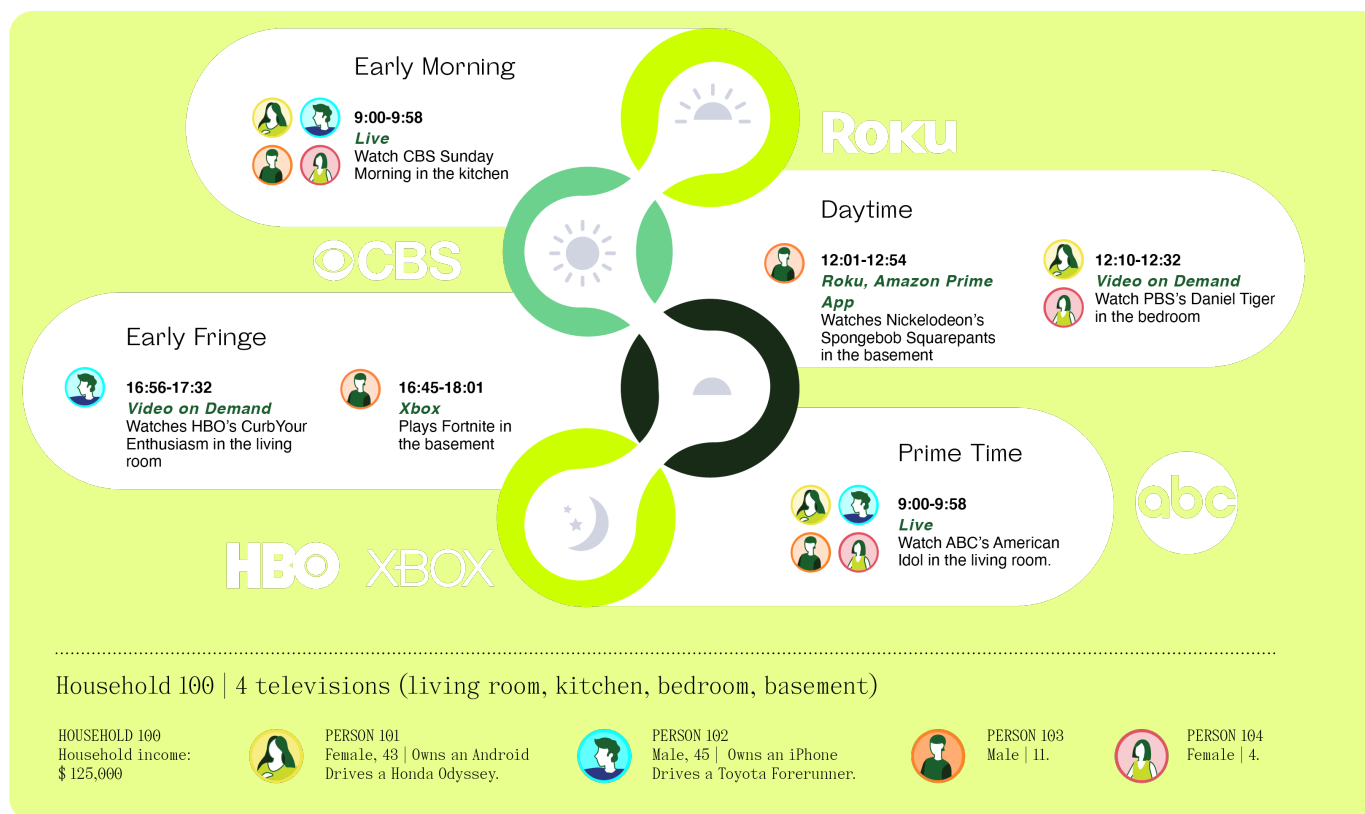 Early Morning
9:00-9:58
Live
Watch CBS Sunday
Morning in the kitchen
ROKU
CBS
Daytime
12:01-12:54
Roku, Amazon Prime
App
Watches Nickelodeon's
Spongebob Squarepants
in the basement
12:10-12:32
Video on Demand
Watch PBS's Daniel Tiger
in the bedroom
Early Fringe
16:56-17:32
Video on Demand
Watches HBO's CurbYour
Enthusiasm in the living
room
16:45-18:01
Xbox
Plays Fortnite in
the basement
HBO
XBOX
Prime Time
9:00-9:58
Live
Watch ABC's American
Idol in the living room.
abc
Household 100 | 4 televisions (living room, kitchen, bedroom, basement)
HOUSEHOLD 100
Household income:
$ 125,000
PERSON 101
Female, 43 | Owns an Android
Drives a Honda Odyssey.
PERSON 102
Male, 45 | Owns an iPhone
Drives a Toyota Forerunner.
PERSON 103
Male | 11.
PERSON 104
Female | 4.